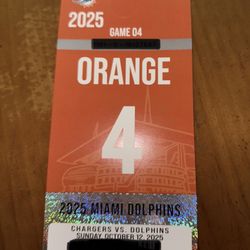 2025
GAME 04
ORANGE
4
2025 MIAMI DOLPHINS
CHARGERS VS. DOLPHINS
SUNDAY OCTOBER 12, 2025